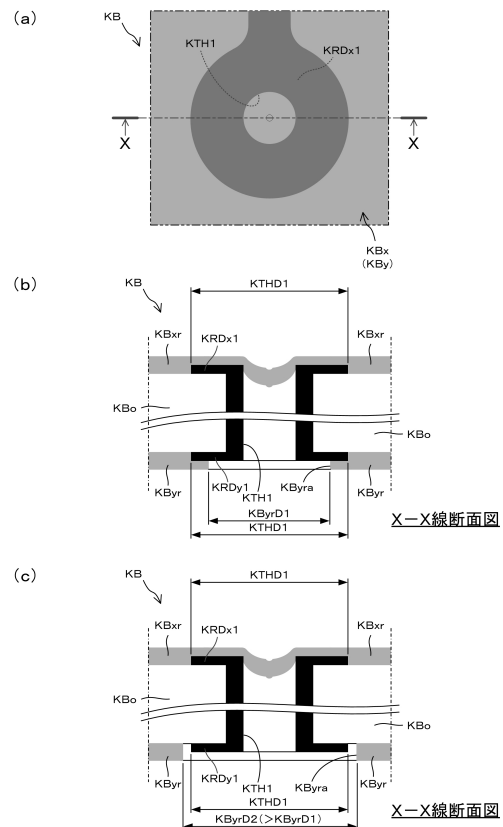 (a)
KB
KTH1
KRDx1
X
X
KBx
(KBy)
(b)
KB
KTHD1
KBxr
KRDx1
KBxr
KBo
KBo
KByr
KRDy1
KTH1
KByra
KByr
KByrD1
KTHD1
X－X線断面図
(c)
KB
KTHD1
KBxr
KRDx1
KBxr
KBo
KBo
KByr
KRDy1
KTH1
KByra
KByr
KTHD1
KByrD2(>KByrD1)
X－X線断面図